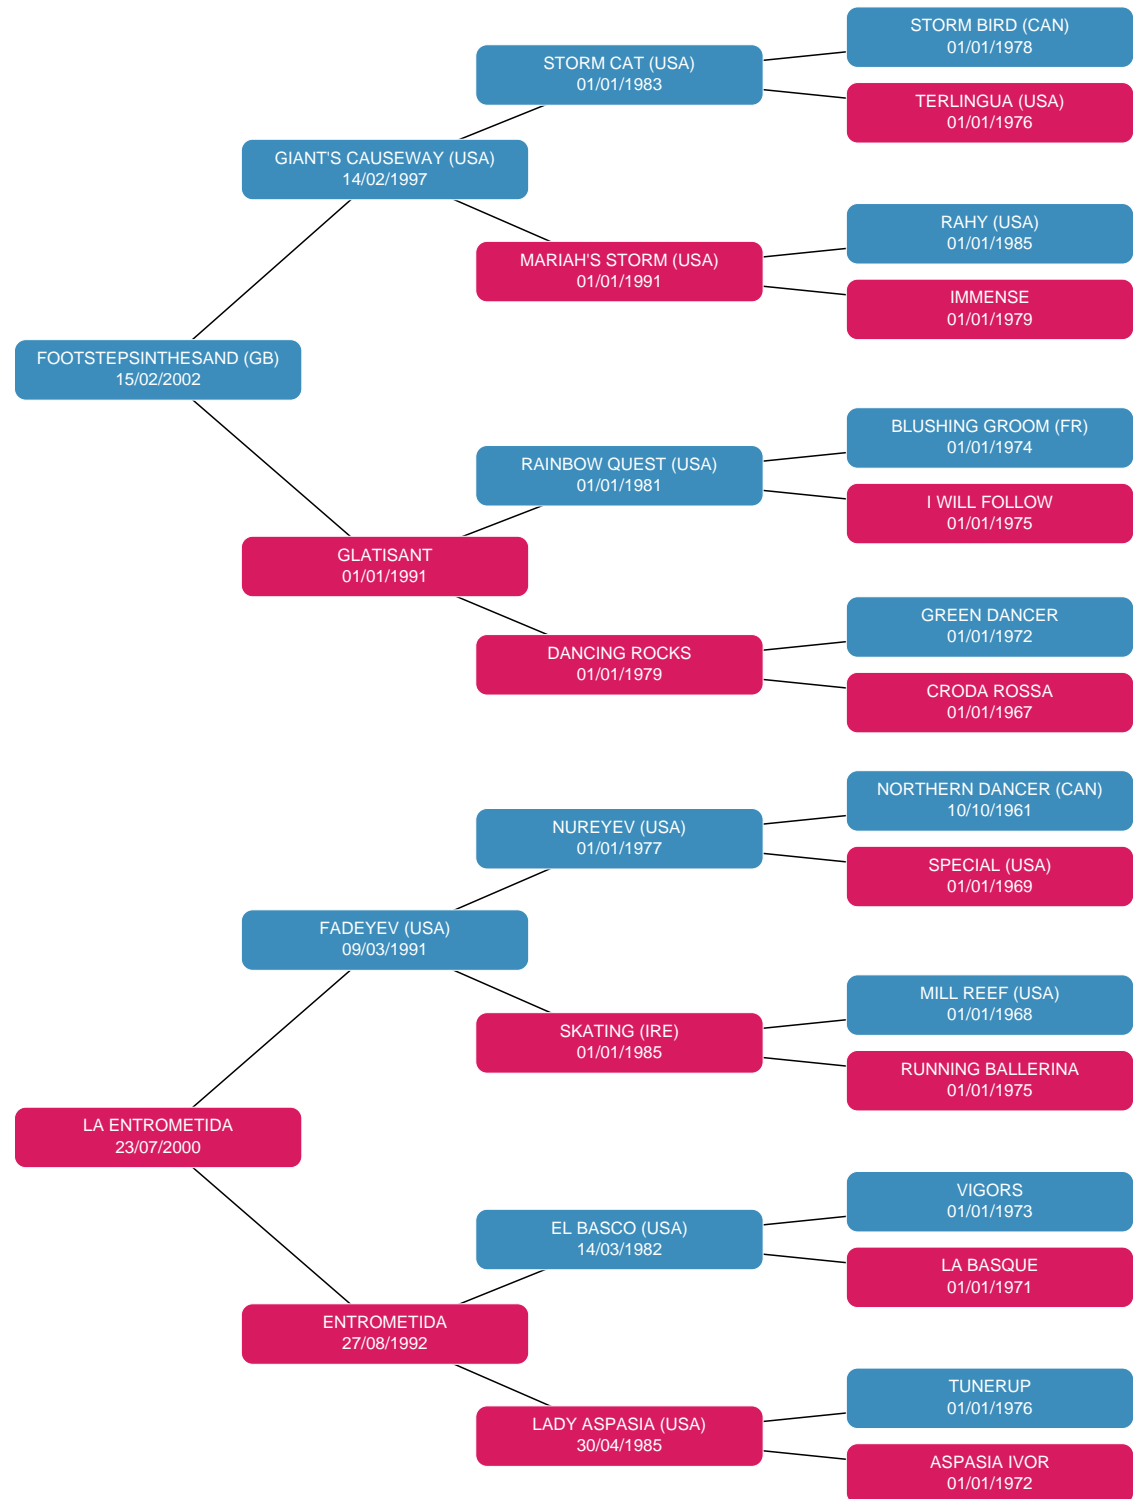 STORM BIRD (CAN)
01/01/1978
STORM CAT (USA)
01/01/1983
TERLINGUA (USA)
01/01/1976
GIANT'S CAUSEWAY (USA)
14/02/1997
RAHY (USA)
01/01/1985
MARIAH'S STORM (USA)
01/01/1991
IMMENSE
01/01/1979
FOOTSTEPSINTHESAND (GB)
15/02/2002
BLUSHING GROOM (FR)
01/01/1974
RAINBOW QUEST (USA)
01/01/1981
I WILL FOLLOW
01/01/1975
GLATISANT
01/01/1991
GREEN DANCER
01/01/1972
DANCING ROCKS
01/01/1979
CRODA ROSSA
01/01/1967
NORTHERN DANCER (CAN)
10/10/1961
NUREYEV (USA)
01/01/1977
SPECIAL (USA)
01/01/1969
FADEYEV (USA)
09/03/1991
MILL REEF (USA)
01/01/1968
SKATING (IRE)
01/01/1985
RUNNING BALLERINA
01/01/1975
LA ENTROMETIDA
23/07/2000
VIGORS
01/01/1973
EL BASCO (USA)
14/03/1982
LA BASQUE
01/01/1971
ENTROMETIDA
27/08/1992
TUNERUP
01/01/1976
LADY ASPASIA (USA)
30/04/1985
ASPASIA IVOR
01/01/1972